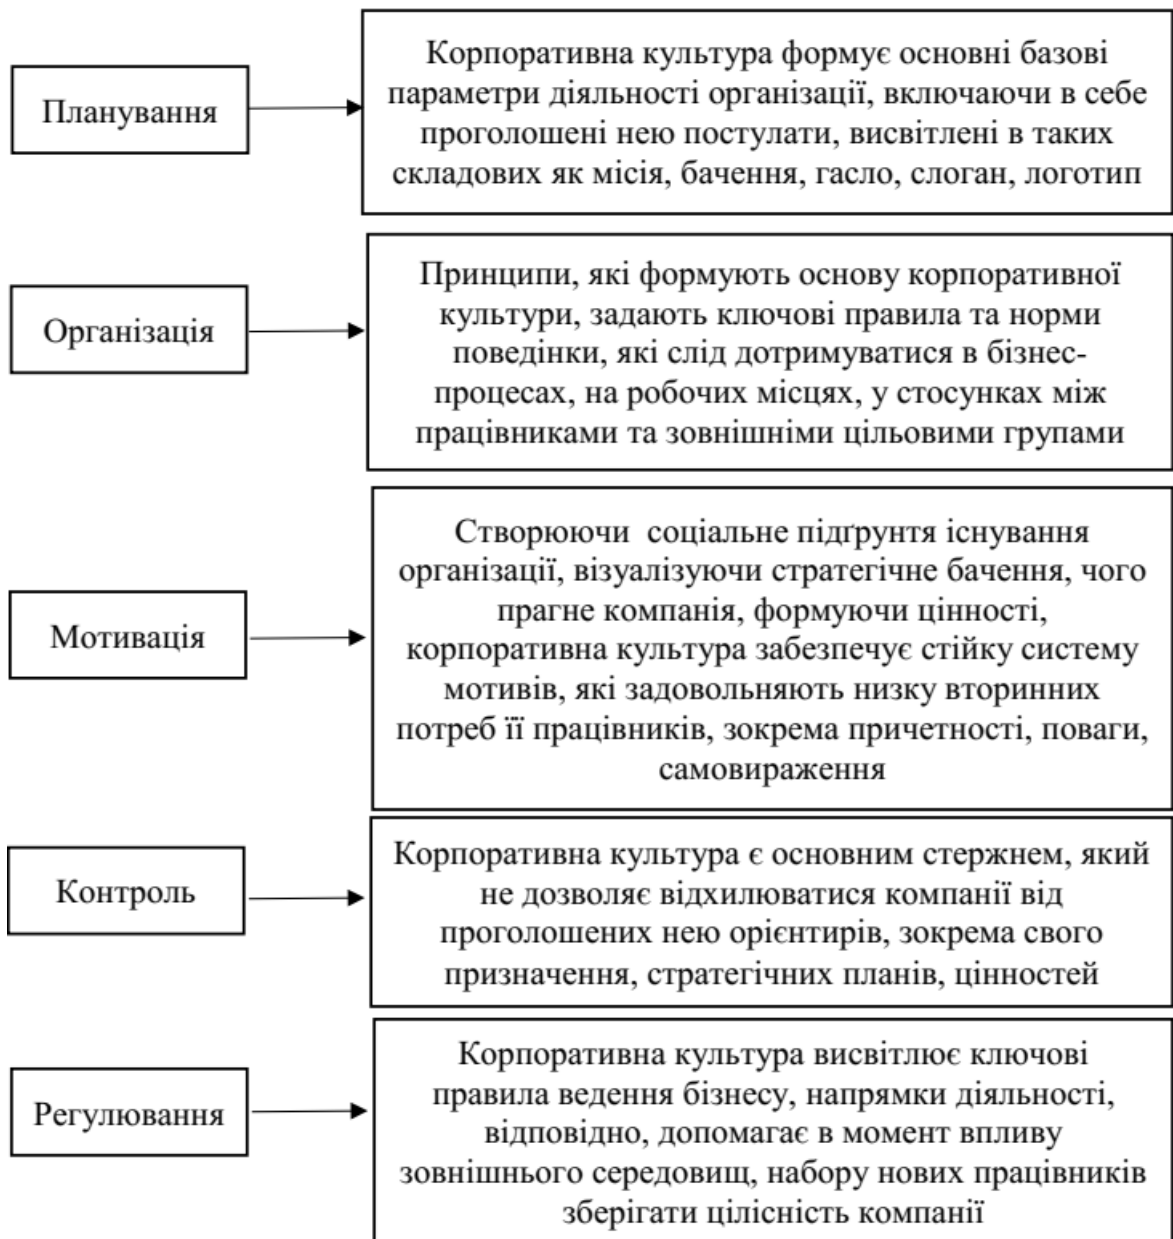 Планування
Корпоративна культура формує основні базові
параметри діяльності організації, включаючи в себе
проголошені нею постулати, висвітлені в таких
складових як місія, бачення, гасло, слоган, логотип
Організація
Принципи, які формують основу корпоративної
культури, задають ключові правила та норми
поведінки, які слід дотримуватися в бізнес-
процесах, на робочих місцях, у стосунках між
працівниками та зовнішніми цільовими групами
Мотивація
Створюючи соціальне підґрунтя існування
організації, візуалізуючи стратегічне бачення, чого
прагне компанія, формуючи цінності,
корпоративна культура забезпечує стійку систему
мотивів, які задовольняють низку вторинних
потреб її працівників, зокрема причетності, поваги,
самовираження
Контроль
Корпоративна культура є основним стержнем, який
не дозволяє відхилюватися компанії від
проголошених нею орієнтирів, зокрема свого
призначення, стратегічних планів, цінностей
Регулювання
Корпоративна культура висвітлює ключові
правила ведення бізнесу, напрямки діяльності,
відповідно, допомагає в момент впливу
зовнішнього середовищ, набору нових працівників
зберігати цілісність компанії